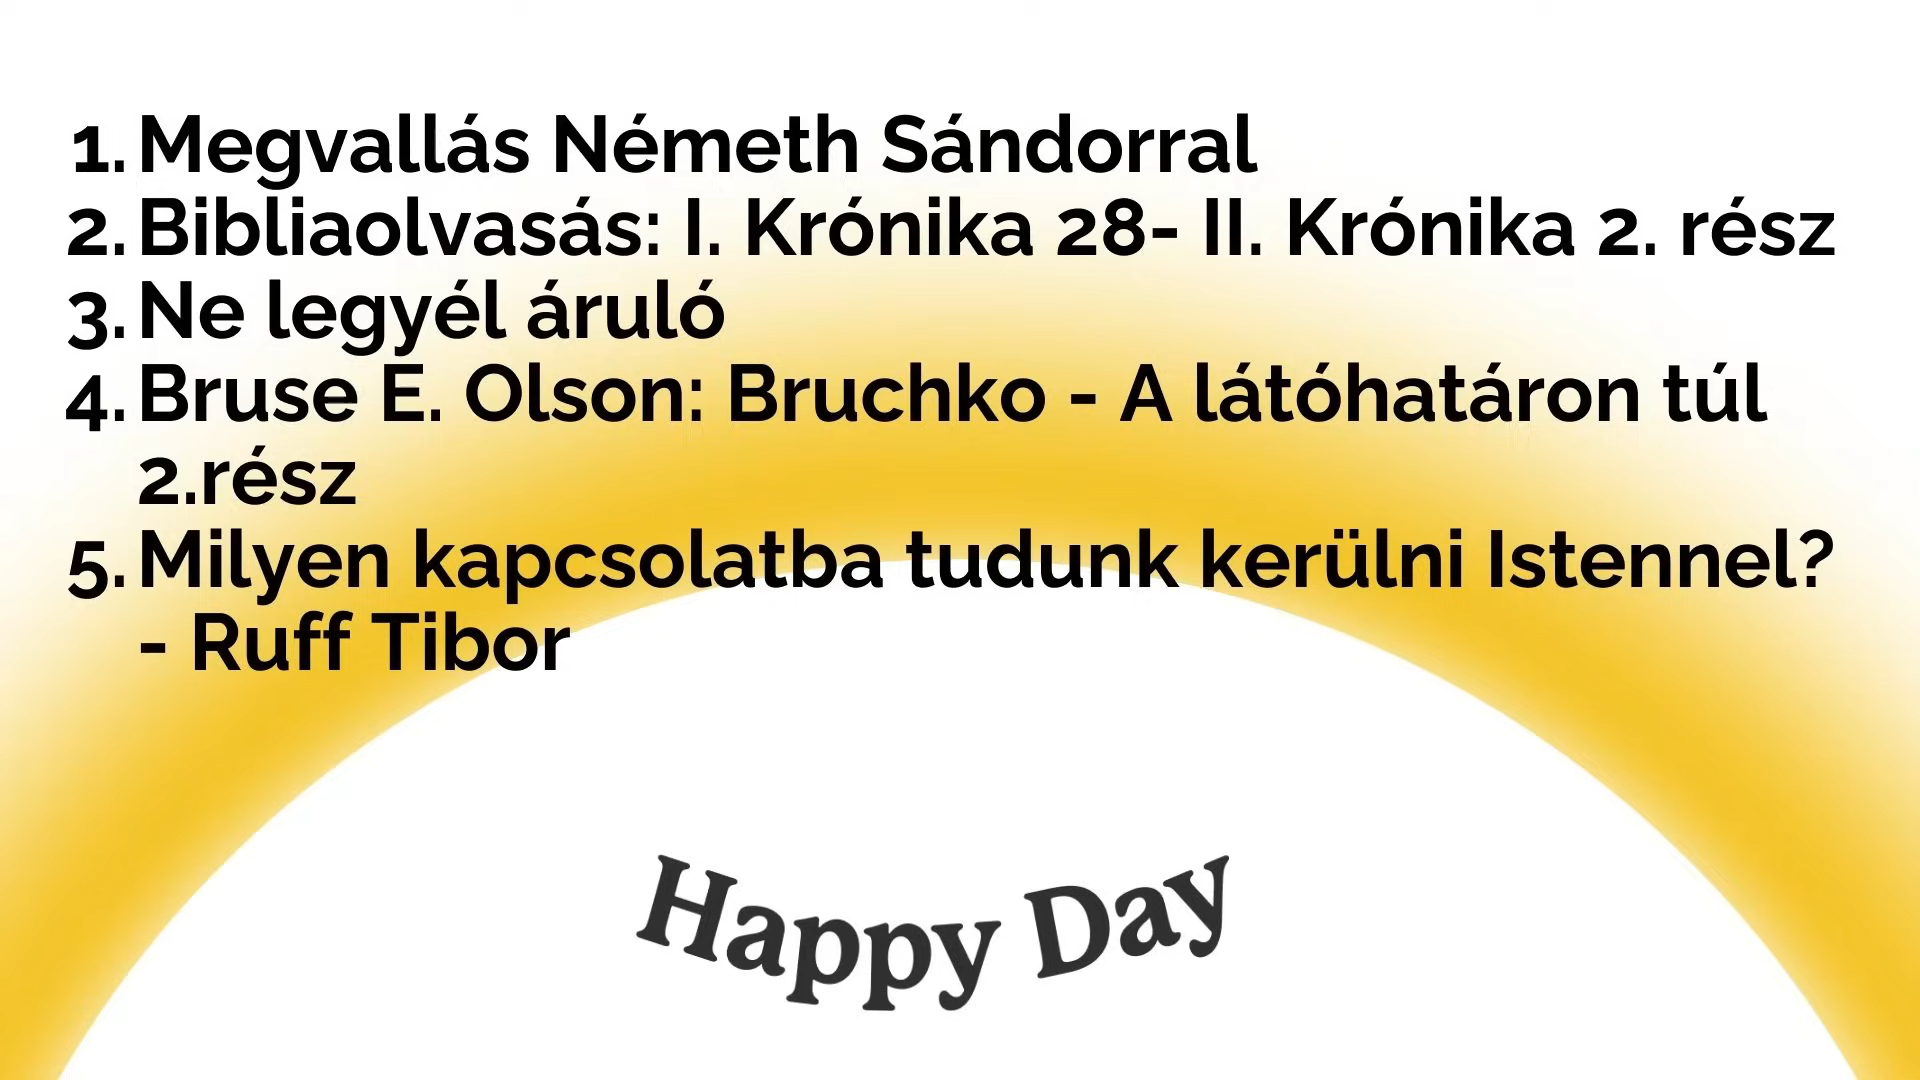 1. Megvallás Németh Sándorral
2. Bibliaolvasás: I. Krónika 28- II. Krónika 2. rész
3. Ne legyél áruló
4. Bruse E. Olson: Bruchko - A látóhatáron túl
2.rész
5. Milyen kapcsolatba tudunk kerülni Istennel?
- Ruff Tibor
Happy Day